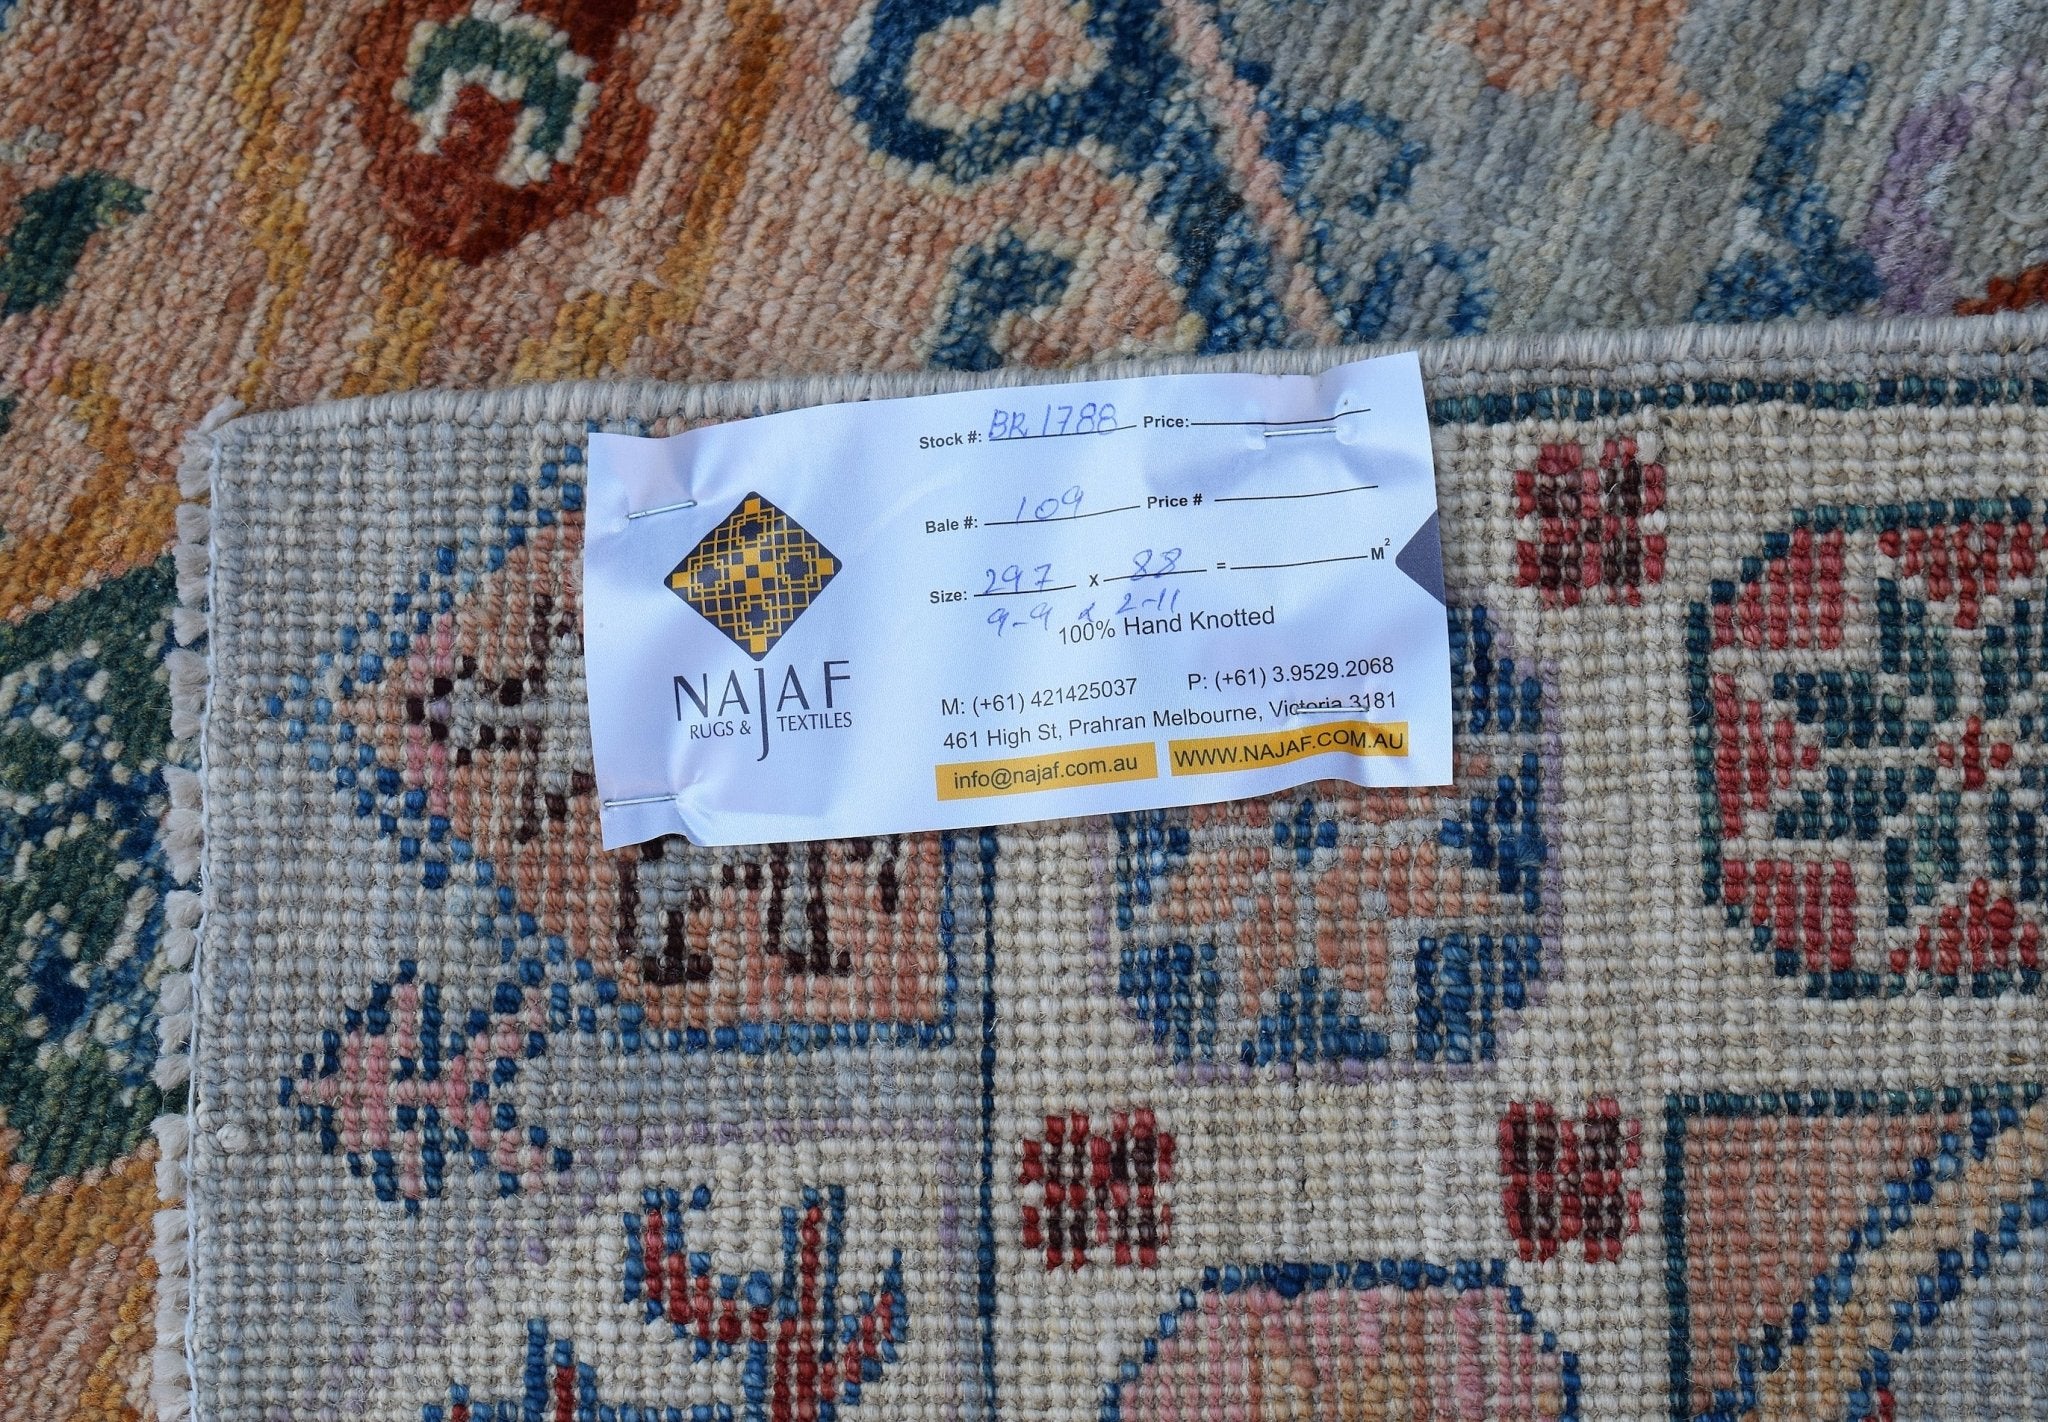 Stock #: BR1788 Price:
Bale #: 109 Price #
Size: 297 x 88 = M²
9-9 x 2-11
100% Hand Knotted
NAJAF
RUGS & TEXTILES
M: (+61) 421425037 P: (+61) 3.9529.2068
461 High St, Prahran Melbourne, Victoria 3181
info@najaf.com.au WWW.NAJAF.COM.AU